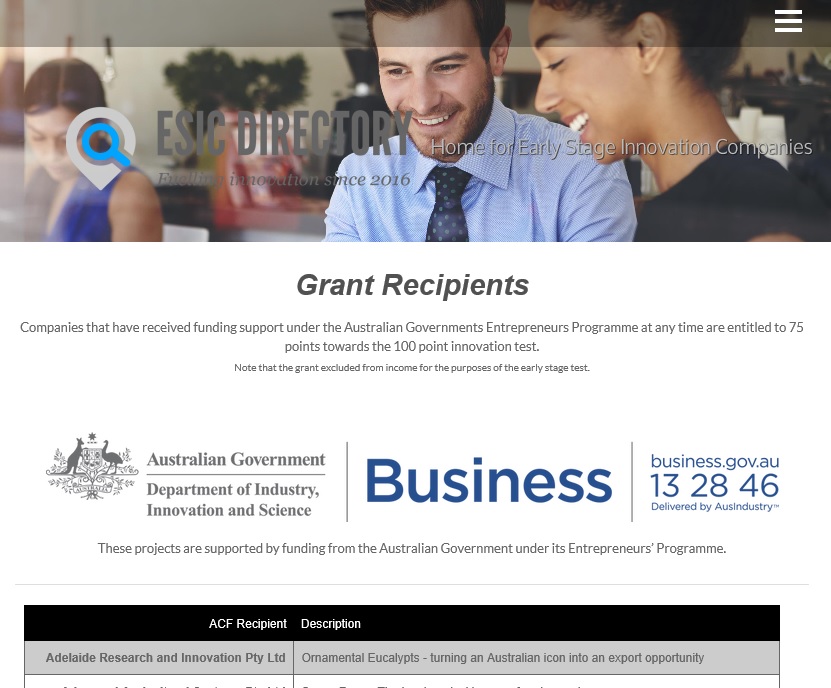 ESIC DIRECTORY
Home for Early Stage Innovation Companies
Fuelling innovation since 2016
Grant Recipients
Companies that have received funding support under the Australian Governments Entrepreneurs Programme at any time are entitled to 75
points towards the 100 point innovation test.
Note that the grant excluded from income for the purposes of the early stage test.
Australian Government
Department of Industry,
Innovation and Science
AUSTRALIA
Business
business.gov.au
13 28 46
Delivered by AusIndustry™
These projects are supported by funding from the Australian Government under its Entrepreneurs' Programme.
ACF Recipient Description
Adelaide Research and Innovation Pty Ltd Ornamental Eucalypts - turning an Australian icon into an export opportunity